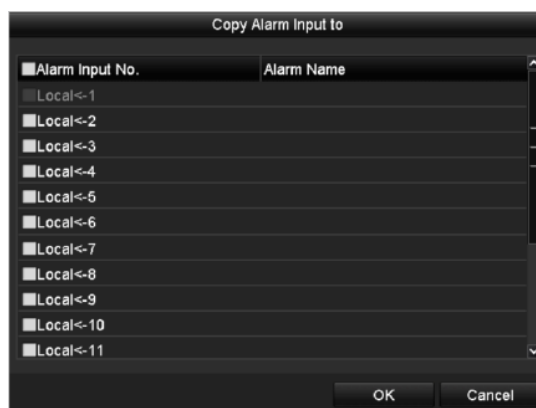 Copy Alarm Input to
Alarm Input No. Alarm Name
Local<-1
Local<-2
Local<-3
Local<-4
Local<-5
Local<-6
Local<-7
Local<-8
Local<-9
Local<-10
Local<-11
OK Cancel